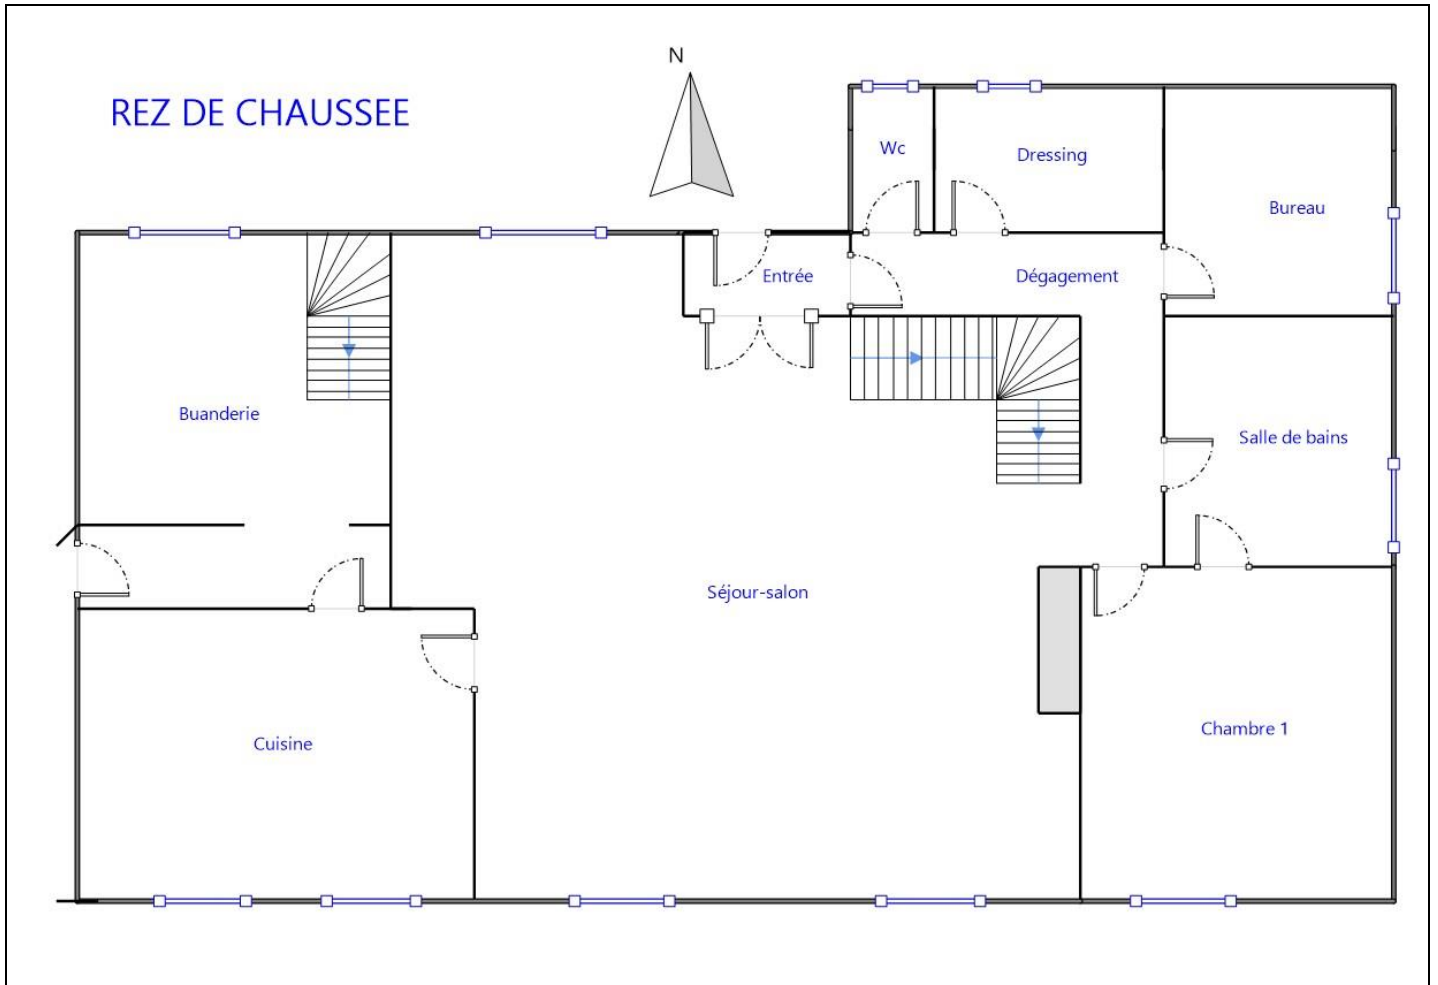 N
REZ DE CHAUSSEE
Wc
Dressing
Bureau
Entrée
Dégagement
Buanderie
Salle de bains
Séjour-salon
Chambre 1
Cuisine